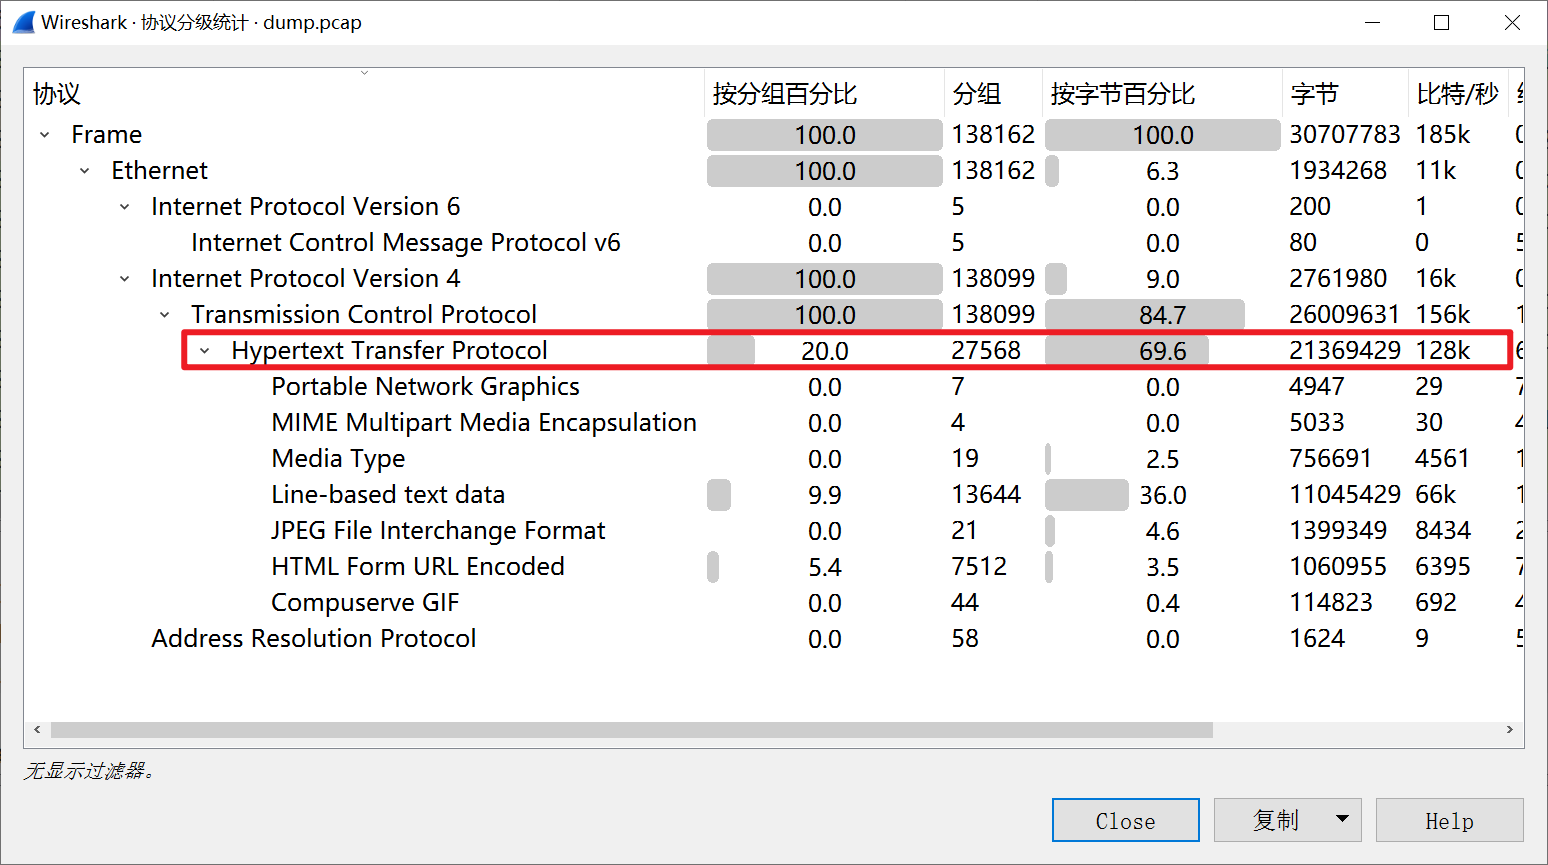 Wireshark · 协议分级统计 · dump.pcap
协议 按分组百分比 分组 按字节百分比 字节 比特/秒
Frame 100.0 138162 100.0 30707783 185k
Ethernet 100.0 138162 6.3 1934268 11k
Internet Protocol Version 6 0.0 5 0.0 200 1
Internet Control Message Protocol v6 0.0 5 0.0 80 0
Internet Protocol Version 4 100.0 138099 9.0 2761980 16k
Transmission Control Protocol 100.0 138099 84.7 26009631 156k
Hypertext Transfer Protocol 20.0 27568 69.6 21369429 128k
Portable Network Graphics 0.0 7 0.0 4947 29
MIME Multipart Media Encapsulation 0.0 4 0.0 5033 30
Media Type 0.0 19 2.5 756691 4561
Line-based text data 9.9 13644 36.0 11045429 66k
JPEG File Interchange Format 0.0 21 4.6 1399349 8434
HTML Form URL Encoded 5.4 7512 3.5 1060955 6395
Compuserve GIF 0.0 44 0.4 114823 692
Address Resolution Protocol 0.0 58 0.0 1624 9
无显示过滤器。
Close 复制 Help